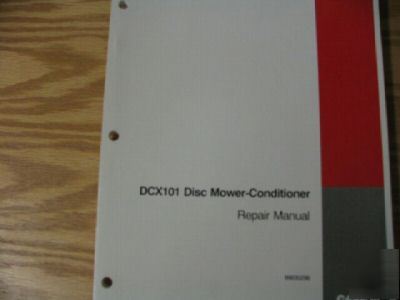 DCX101 Disc Mower-Conditioner
Repair Manual